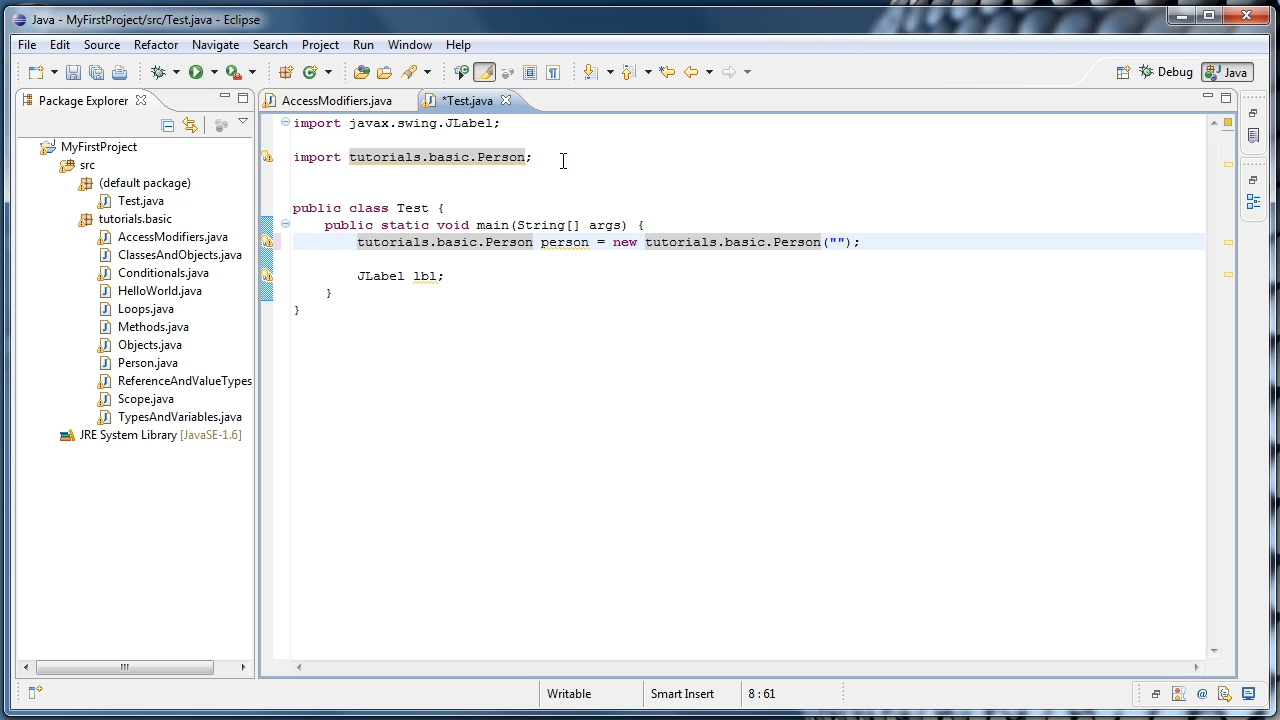 Java - MyFirstProject/src/Test.java - Eclipse
File Edit Source Refactor Navigate Search Project Run Window Help
Debug Java
Package Explorer
AccessModifiers.java
*Test.java
MyFirstProject
src
(default package)
Test.java
tutorials.basic
AccessModifiers.java
ClassesAndObjects.java
Conditionals.java
HelloWorld.java
Loops.java
Methods.java
Objects.java
Person.java
ReferenceAndValueTypes
Scope.java
TypesAndVariables.java
JRE System Library [JavaSE-1.6]
import javax.swing.JLabel;
import tutorials.basic.Person;
public class Test {
public static void main(String[] args) {
tutorials.basic.Person person = new tutorials.basic.Person("");
JLabel lbl;
}
}
Writable Smart Insert 8 : 61